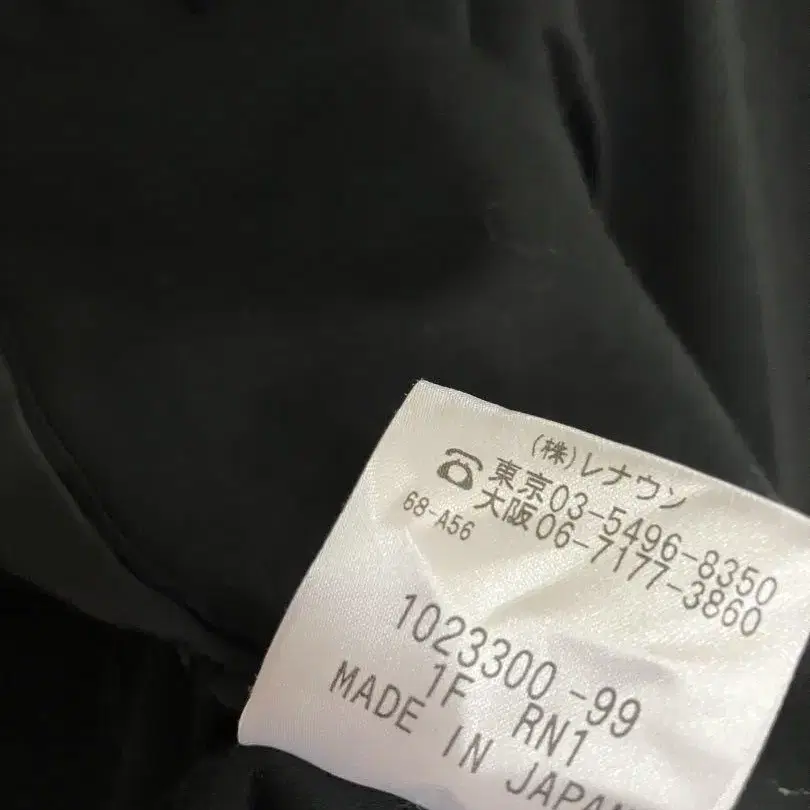 (株)レナウン
☎ 東京03-5496-8350
大阪06-7177-3860
68-A56
1023300-99
1F RN1
MADE IN JAPAN